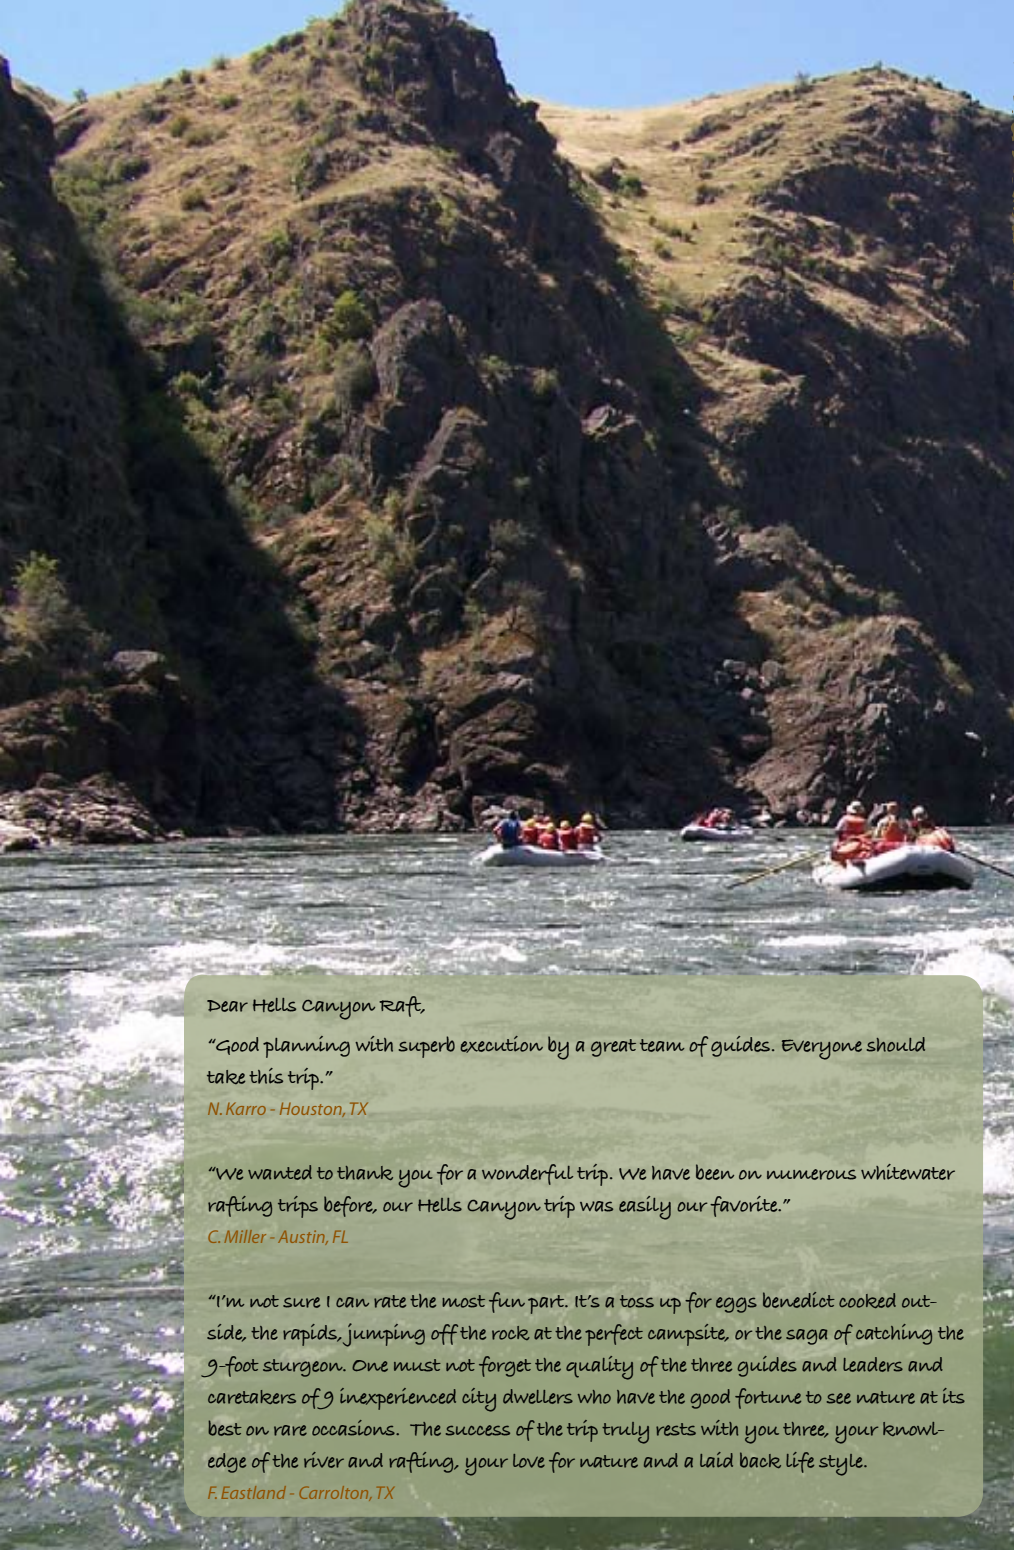 Dear Hells Canyon Raft,
“Good planning with superb execution by a great team of guides. Everyone should
take this trip.”
N. Karro - Houston, TX
“We wanted to thank you for a wonderful trip. We have been on numerous whitewater
rafting trips before, our Hells Canyon trip was easily our favorite.”
C. Miller - Austin, FL
“I’m not sure I can rate the most fun part. It’s a toss up for eggs benedict cooked out-
side, the rapids, jumping off the rock at the perfect campsite, or the saga of catching the
9-foot sturgeon. One must not forget the quality of the three guides and leaders and
caretakers of 9 inexperienced city dwellers who have the good fortune to see nature at its
best on rare occasions.  The success of the trip truly rests with you three, your knowl-
edge of the river and rafting, your love for nature and a laid back life style.
F. Eastland - Carrolton, TX